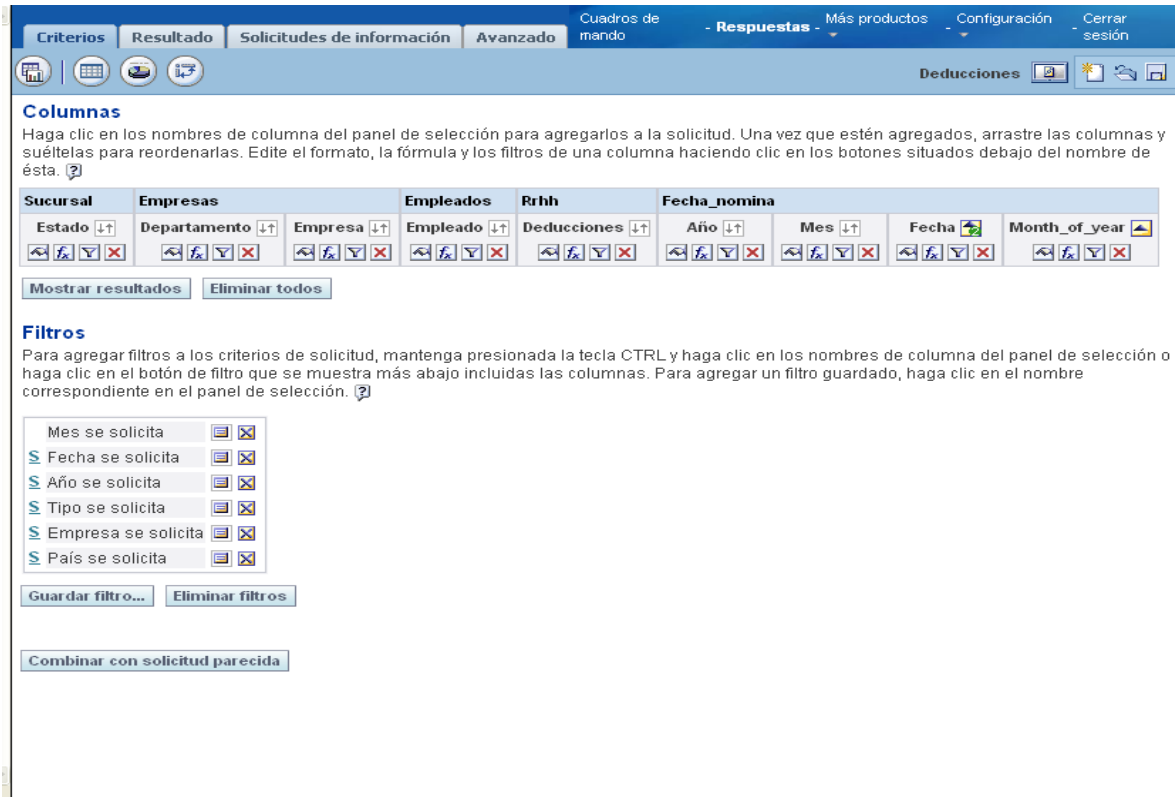 Criterios Resultado Solicitudes de información Avanzado Cuadros de mando - Respuestas - Más productos - Configuración - Cerrar sesión
Deducciones
Columnas
Haga clic en los nombres de columna del panel de selección para agregarlos a la solicitud. Una vez que estén agregados, arrastre las columnas y
suéltelas para reordenarlas. Edite el formato, la fórmula y los filtros de una columna haciendo clic en los botones situados debajo del nombre de
ésta.
Sucursal Empresas Empleados Rrhh Fecha_nomina
Estado Departamento Empresa Empleado Deducciones Año Mes Fecha Month_of_year
Mostrar resultados Eliminar todos
Filtros
Para agregar filtros a los criterios de solicitud, mantenga presionada la tecla CTRL y haga clic en los nombres de columna del panel de selección o
haga clic en el botón de filtro que se muestra más abajo incluidas las columnas. Para agregar un filtro guardado, haga clic en el nombre
correspondiente en el panel de selección.
Mes se solicita
S Fecha se solicita
S Año se solicita
S Tipo se solicita
S Empresa se solicita
S País se solicita
Guardar filtro... Eliminar filtros
Combinar con solicitud parecida